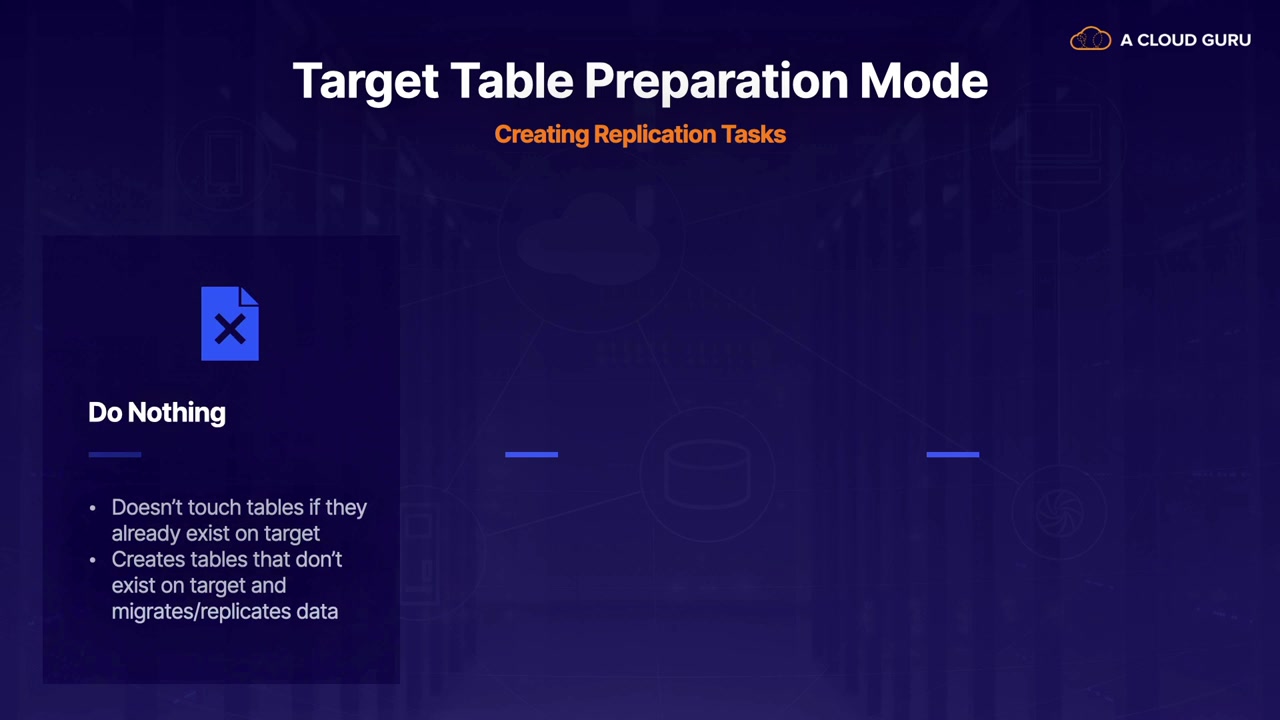 A CLOUD GURU
Target Table Preparation Mode
Creating Replication Tasks
Do Nothing
• Doesn’t touch tables if they
already exist on target
• Creates tables that don’t
exist on target and
migrates/replicates data